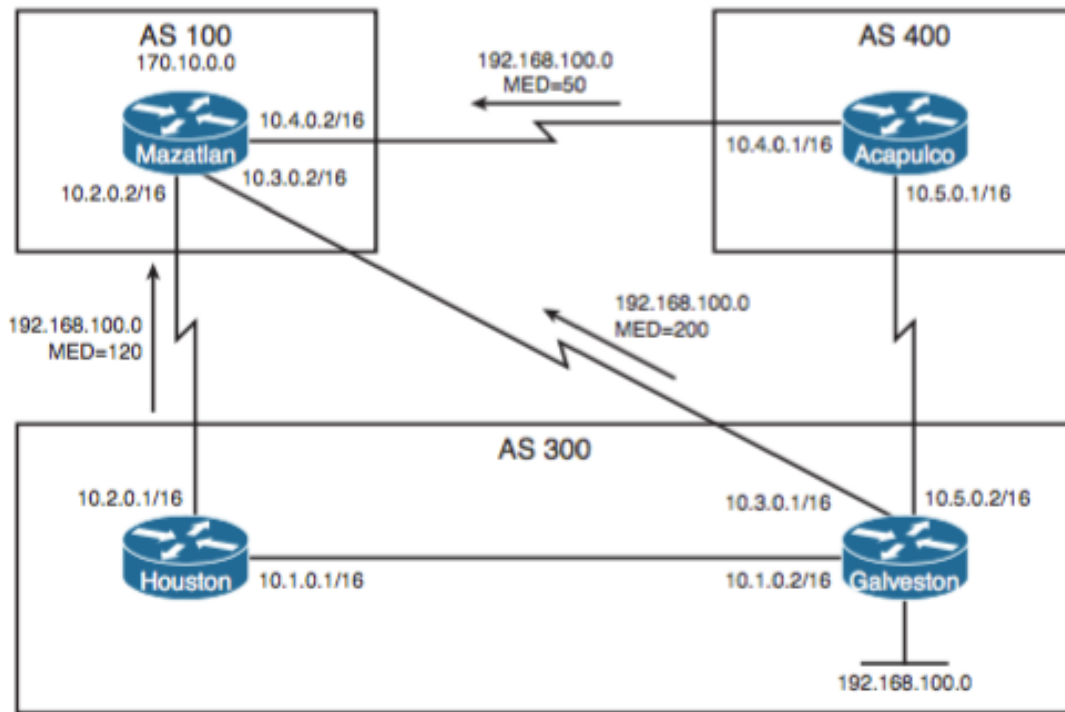 AS 100
170.10.0.0
AS 400
192.168.100.0
MED=50
10.4.0.2/16
Mazatlan
10.4.0.1/16
Acapulco
10.3.0.2/16
10.2.0.2/16
10.5.0.1/16
192.168.100.0
MED=120
192.168.100.0
MED=200
AS 300
10.2.0.1/16
10.3.0.1/16
10.5.0.2/16
Houston
10.1.0.1/16
10.1.0.2/16
Galveston
192.168.100.0